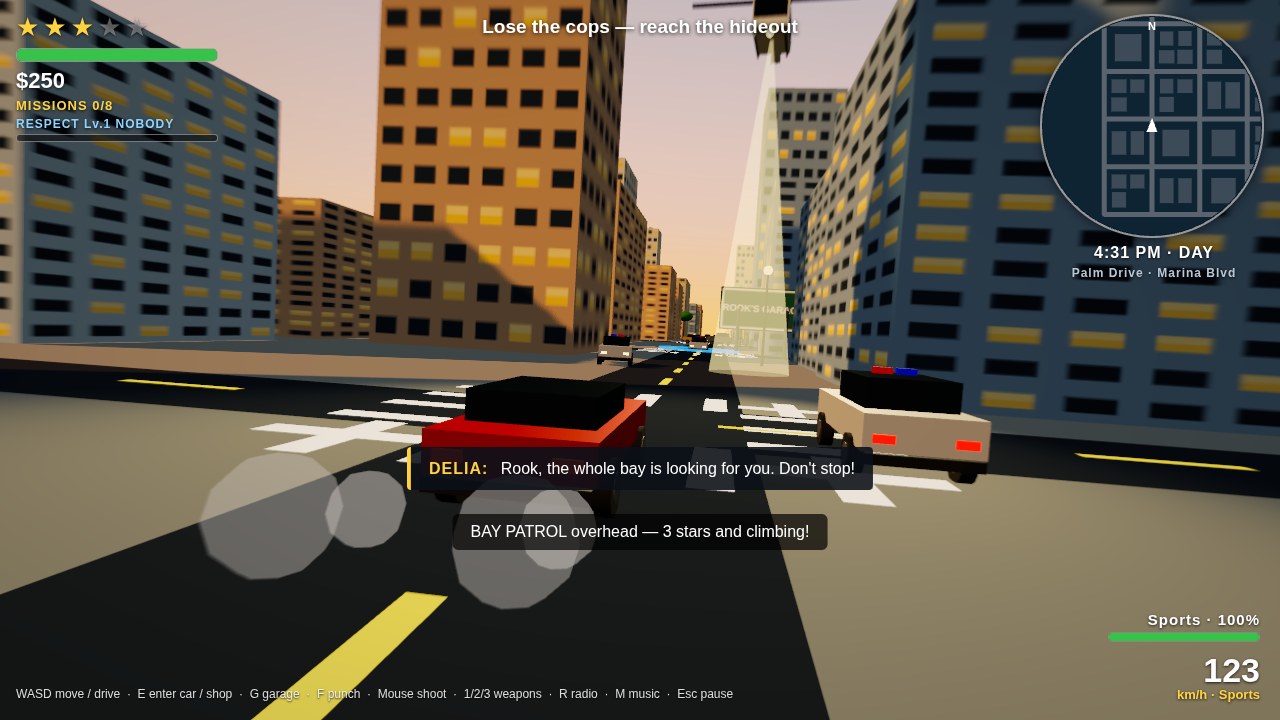 Lose the cops — reach the hideout
$250
MISSIONS 0/8
RESPECT Lv.1 NOBODY
N
4:31 PM · DAY
Palm Drive · Marina Blvd
ROOK'S GARAG
DELIA: Rook, the whole bay is looking for you. Don't stop!
BAY PATROL overhead — 3 stars and climbing!
Sports · 100%
123
km/h · Sports
WASD move / drive · E enter car / shop · G garage · F punch · Mouse shoot · 1/2/3 weapons · R radio · M music · Esc pause